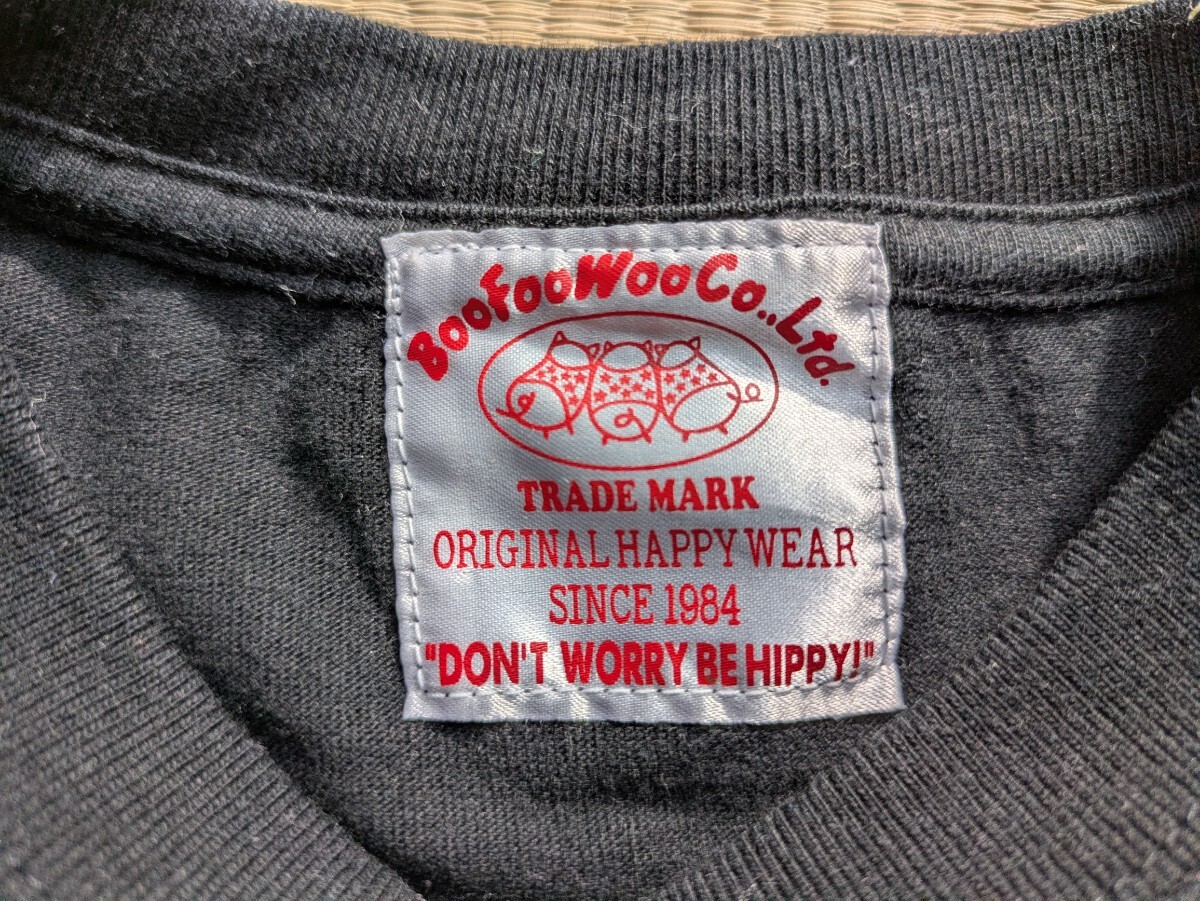 BooFooWooCo.,Ltd.
TRADE MARK
ORIGINAL HAPPY WEAR
SINCE 1984
"DON'T WORRY BE HIPPY!"